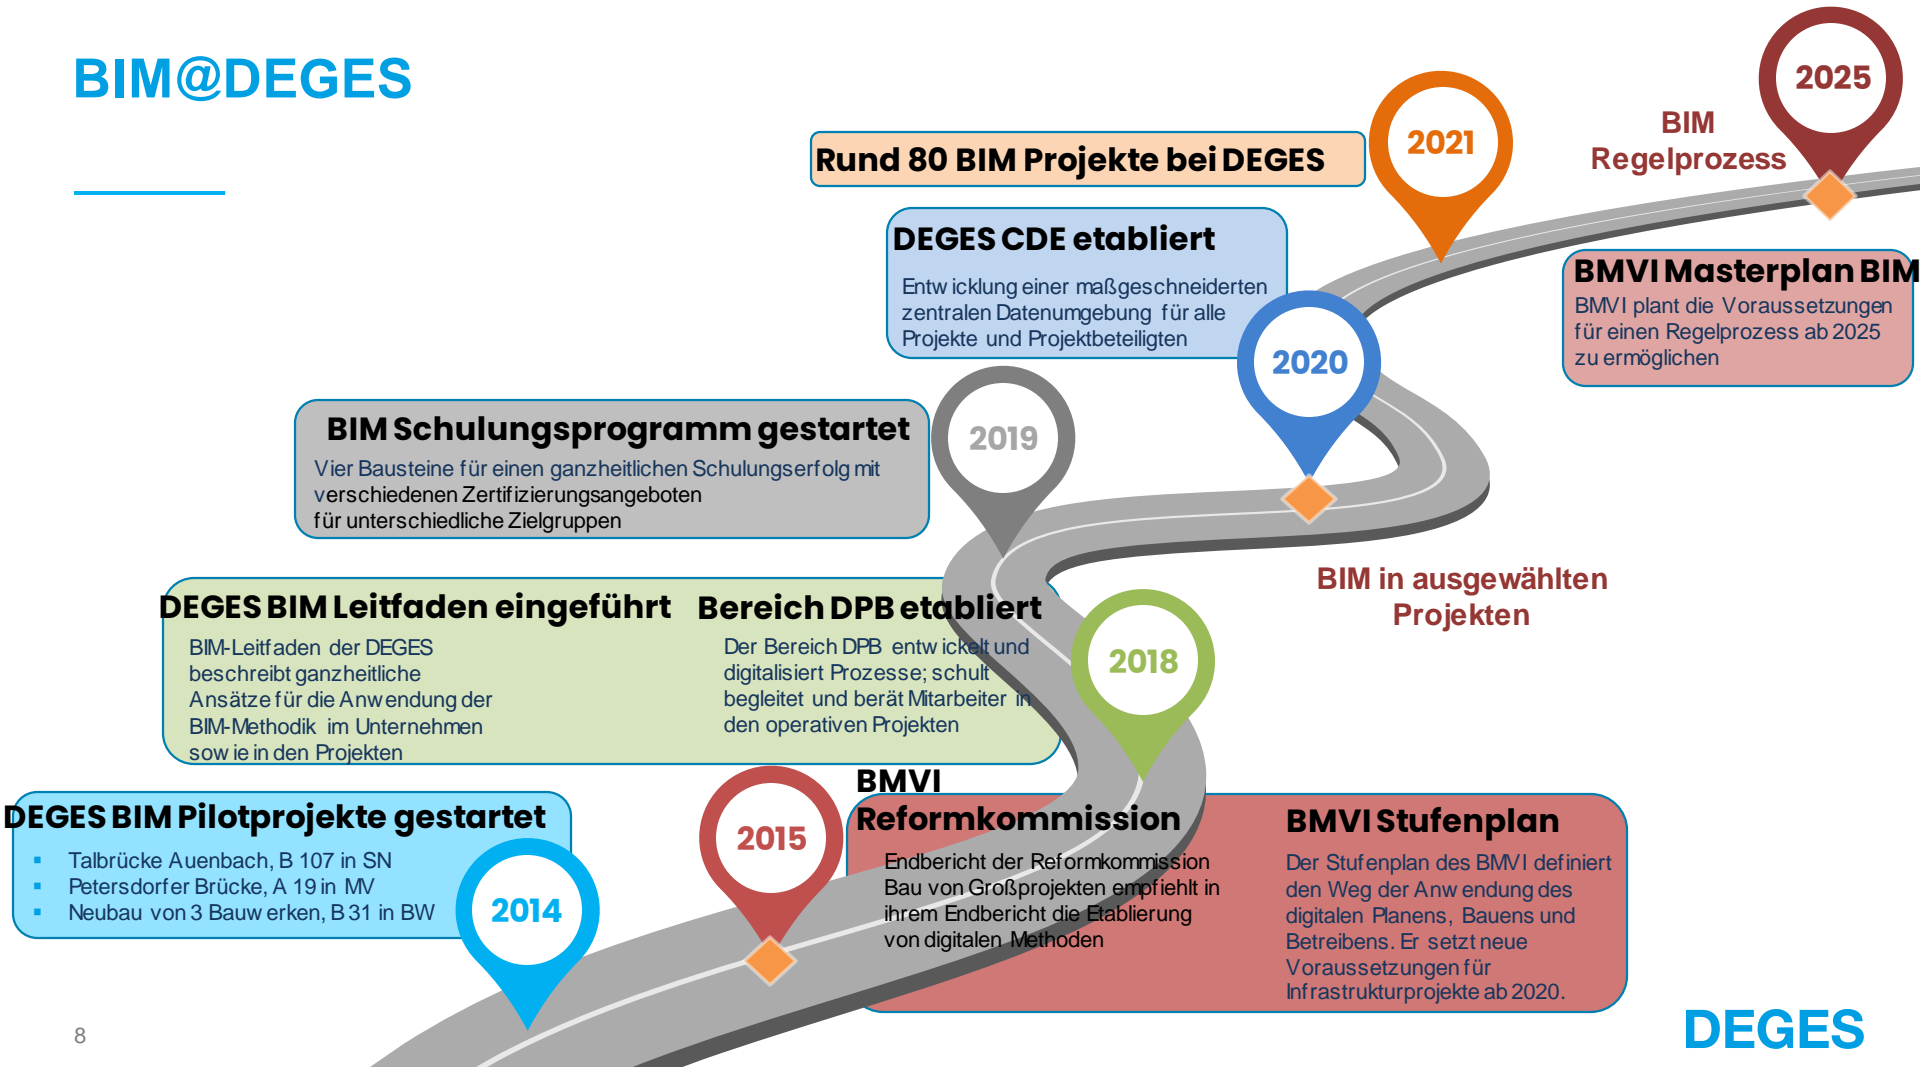 BIM@DEGES
2025
BIM
Regelprozess
2021
Rund 80 BIM Projekte bei DEGES
DEGES CDE etabliert
Entwicklung einer maßgeschneiderten
zentralen Datenumgebung für alle
Projekte und Projektbeteiligten
BMVI Masterplan BIM
BMVI plant die Voraussetzungen
für einen Regelprozess ab 2025
zu ermöglichen
2020
BIM Schulungsprogramm gestartet
Vier Bausteine für einen ganzheitlichen Schulungserfolg mit
verschiedenen Zertifizierungsangeboten
für unterschiedliche Zielgruppen
2019
BIM in ausgewählten
Projekten
DEGES BIM Leitfaden eingeführt
BIM-Leitfaden der DEGES
beschreibt ganzheitliche
Ansätze für die Anwendung der
BIM-Methodik im Unternehmen
sowie in den Projekten
Bereich DPB etabliert
Der Bereich DPB entwickelt und
digitalisiert Prozesse; schult
begleitet und berät Mitarbeiter in
den operativen Projekten
2018
DEGES BIM Pilotprojekte gestartet
▪ Talbrücke Auenbach, B 107 in SN
▪ Petersdorfer Brücke, A 19 in MV
▪ Neubau von 3 Bauwerken, B 31 in BW
2014
2015
BMVI
Reformkommission
Endbericht der Reformkommission
Bau von Großprojekten empfiehlt in
ihrem Endbericht die Etablierung
von digitalen Methoden
BMVI Stufenplan
Der Stufenplan des BMVI definiert
den Weg der Anwendung des
digitalen Planens, Bauens und
Betreibens. Er setzt neue
Voraussetzungen für
Infrastrukturprojekte ab 2020.
8
DEGES